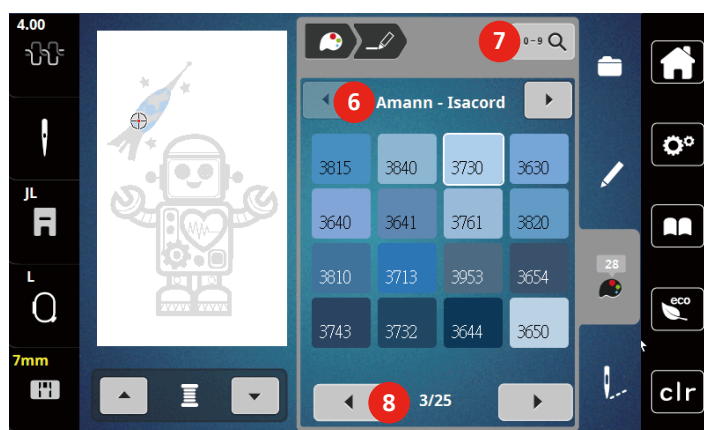 4.00
JL
L
7mm
7
0-9
6
Amann - Isacord
3815 3840 3730 3630
3640 3641 3761 3820
3810 3713 3953 3654
3743 3732 3644 3650
8
3/25
28
eco
clr